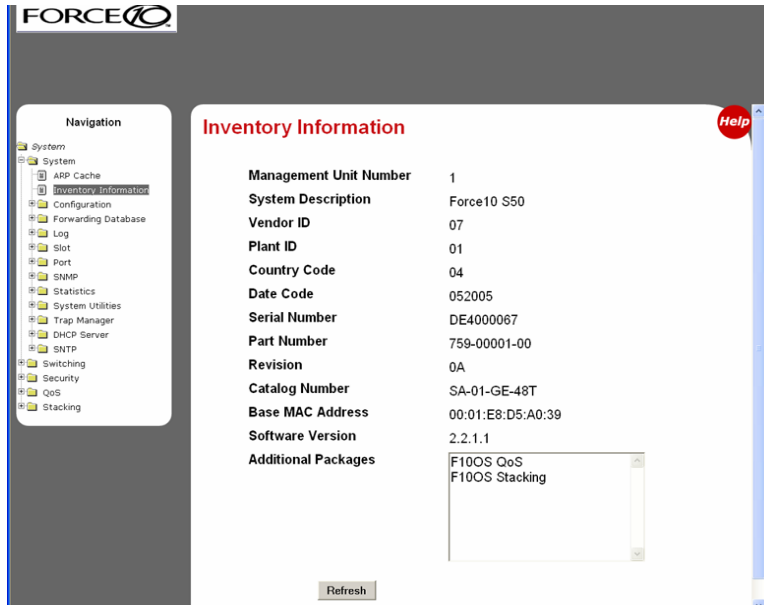 FORCE10
Navigation
System
System
ARP Cache
Inventory Information
Configuration
Forwarding Database
Log
Slot
Port
SNMP
Statistics
System Utilities
Trap Manager
DHCP Server
SNTP
Switching
Security
QoS
Stacking
Inventory Information
Help
Management Unit Number 1
System Description Force10 S50
Vendor ID 07
Plant ID 01
Country Code 04
Date Code 052005
Serial Number DE4000067
Part Number 759-00001-00
Revision 0A
Catalog Number SA-01-GE-48T
Base MAC Address 00:01:E8:D5:A0:39
Software Version 2.2.1.1
Additional Packages F10OS QoS
F10OS Stacking
Refresh